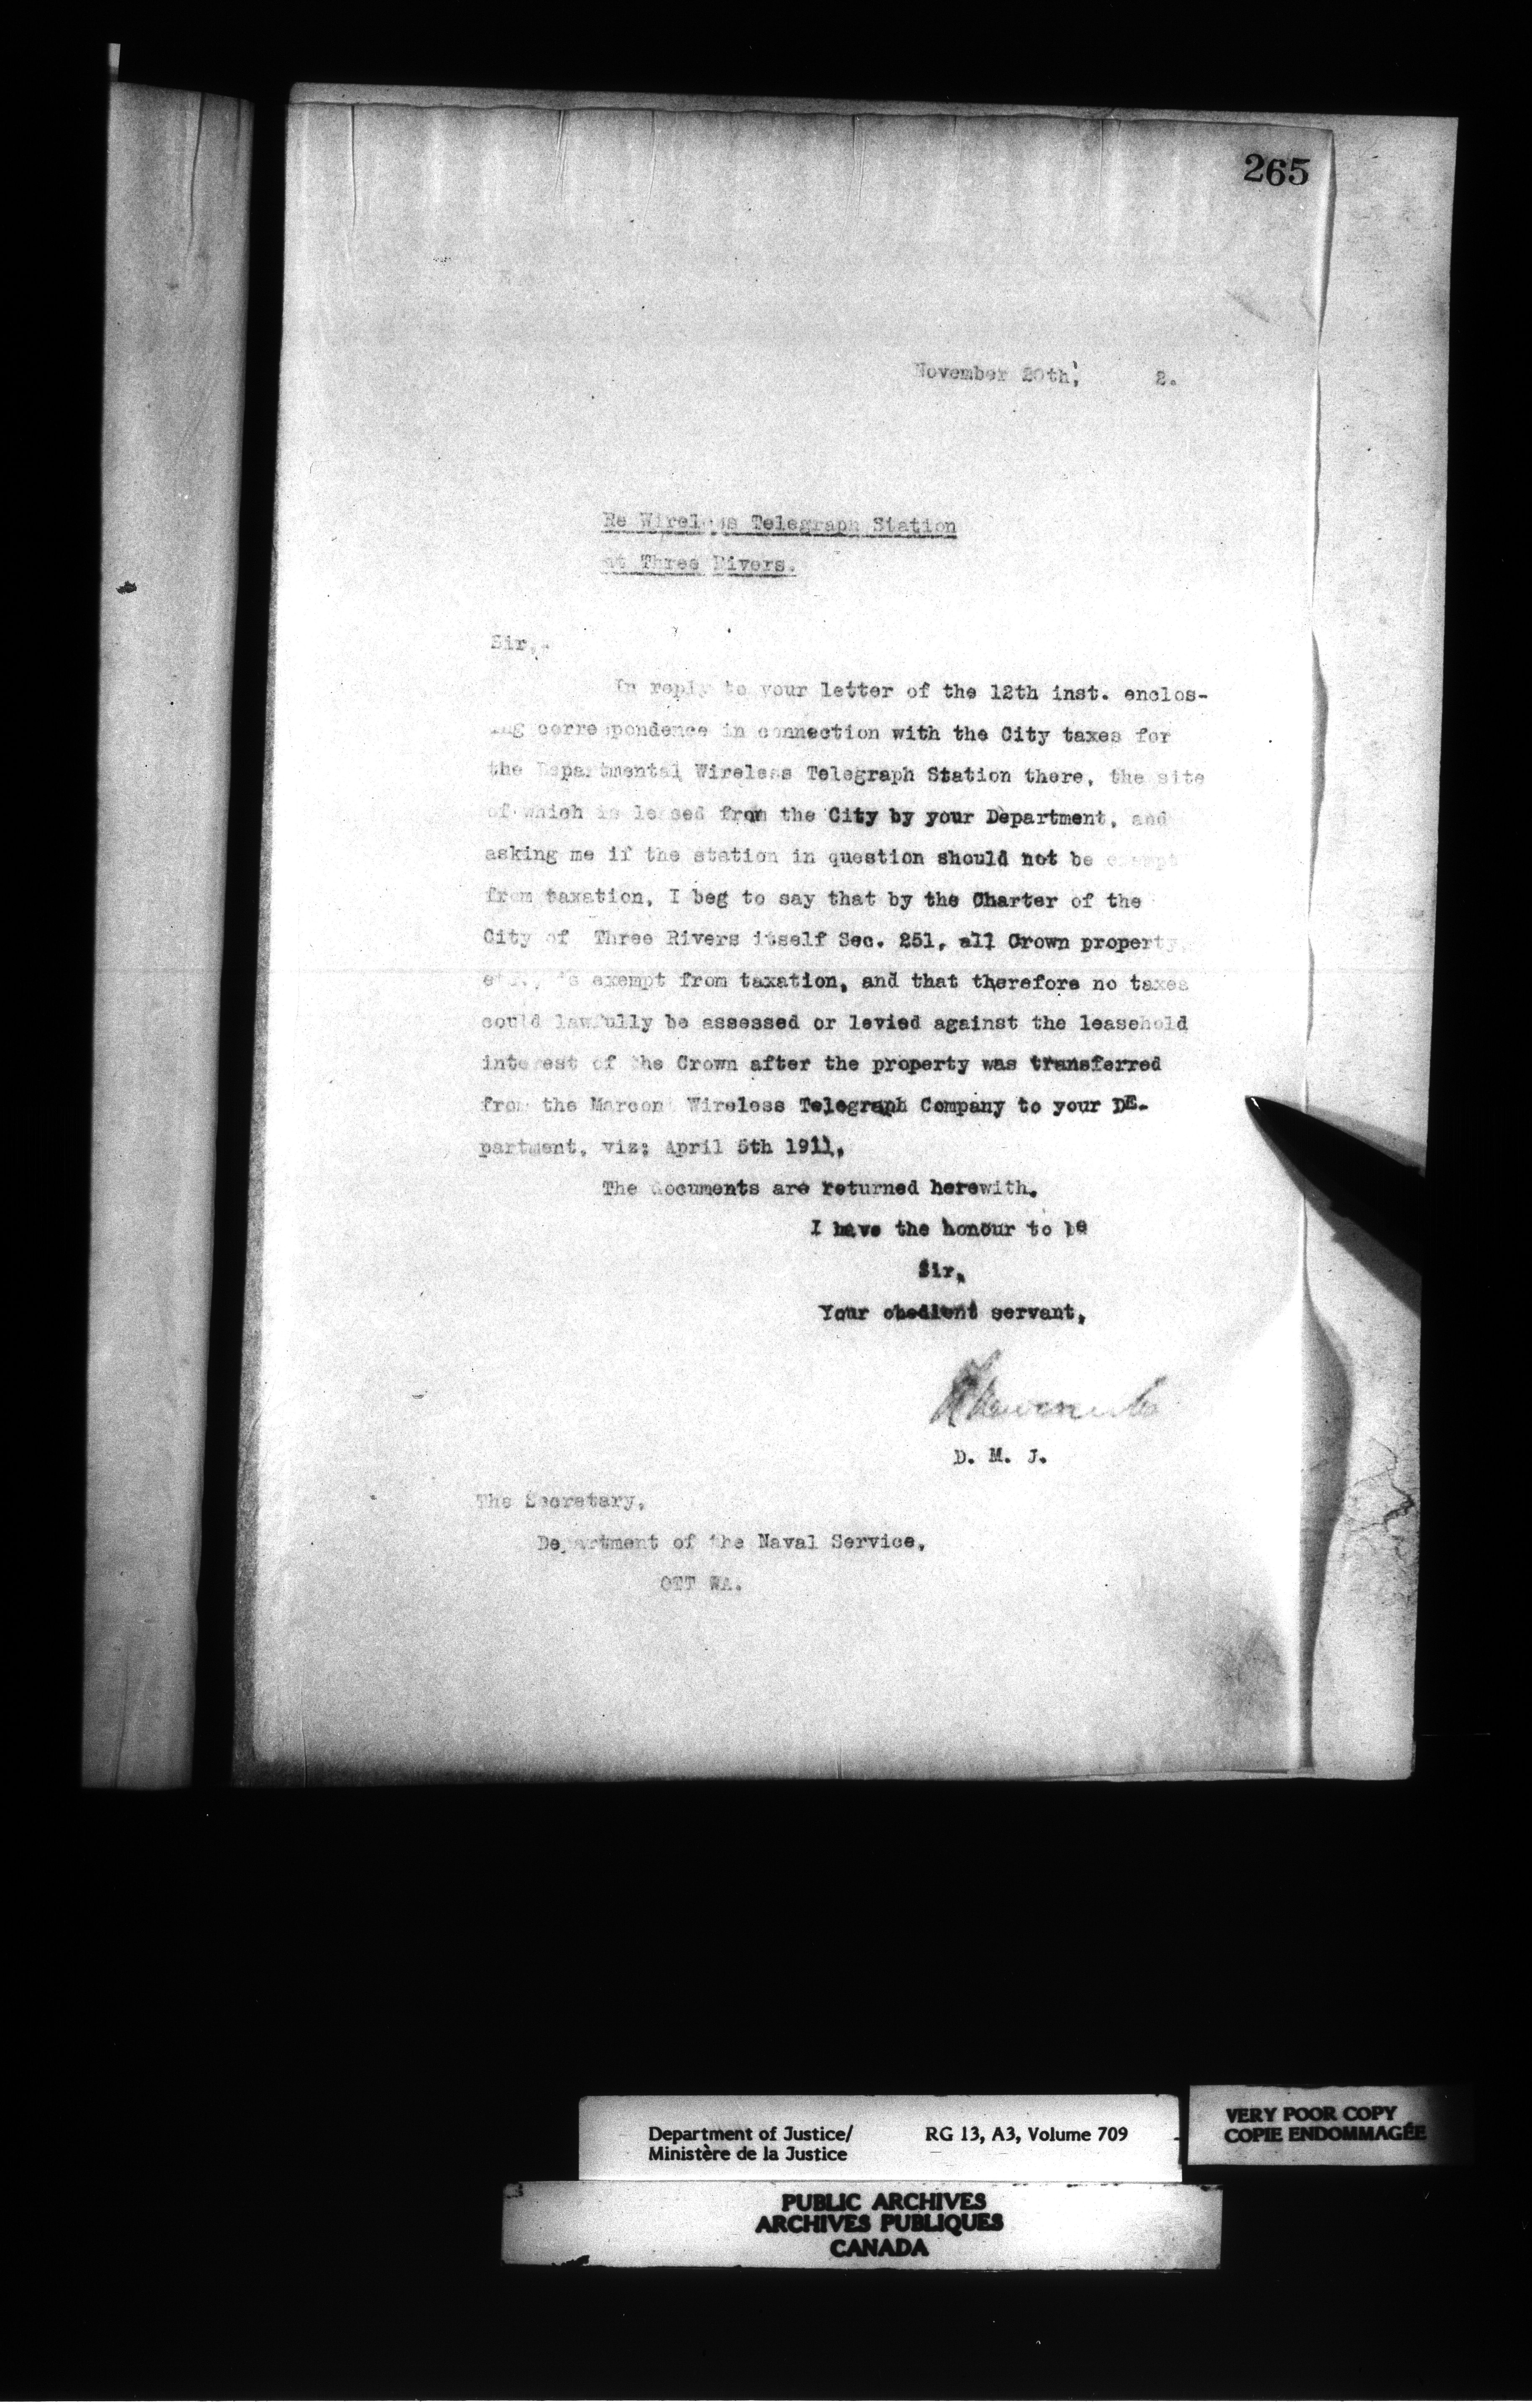 265
November 20th, 2.
Re Wireless Telegraph Station
at Three Rivers.
Sir,-
In reply to your letter of the 12th inst. enclos-
ing correspondence in connection with the City taxes for
the Departmental Wireless Telegraph Station there, the site
of which is leased from the City by your Department, and
asking me if the station in question should not be exempt
from taxation, I beg to say that by the Charter of the
City of Three Rivers itself Sec. 251, all Crown property,
etc., is exempt from taxation, and that therefore no taxes
could lawfully be assessed or levied against the leasehold
interest of the Crown after the property was transferred
from the Marconi Wireless Telegraph Company to your DE-
partment, viz; April 5th 1911.
The documents are returned herewith.
I have the honour to be
Sir,
Your obedient servant,
D. M. J.
The Secretary,
Department of the Naval Service,
OTTAWA.
Department of Justice/ RG 13, A3, Volume 709
Ministère de la Justice
VERY POOR COPY
COPIE ENDOMMAGÉE
PUBLIC ARCHIVES
ARCHIVES PUBLIQUES
CANADA